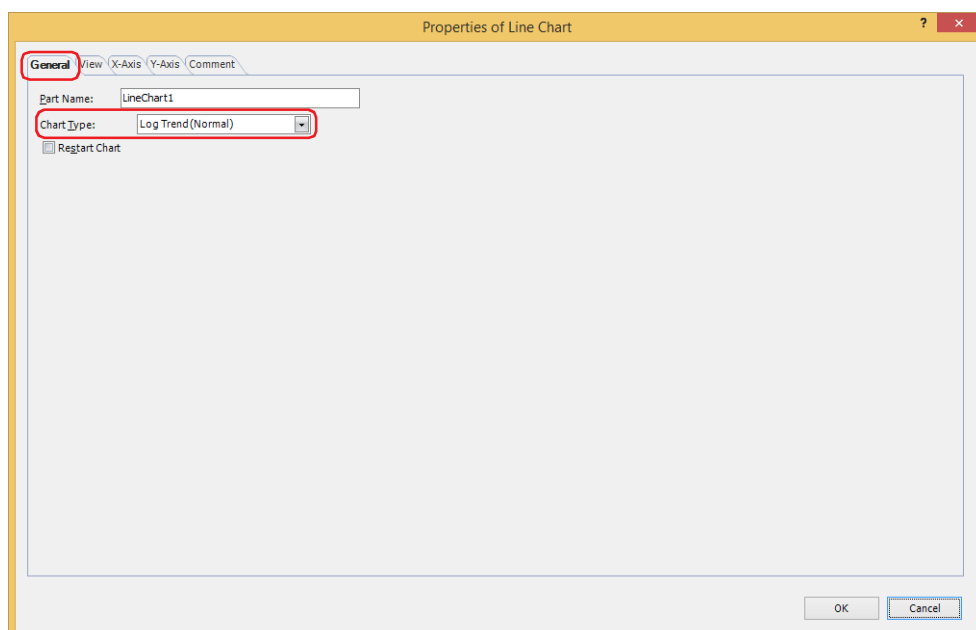 Properties of Line Chart
?
General View X-Axis Y-Axis Comment
Part Name: LineChart1
Chart Type: Log Trend(Normal)
Restart Chart
OK Cancel